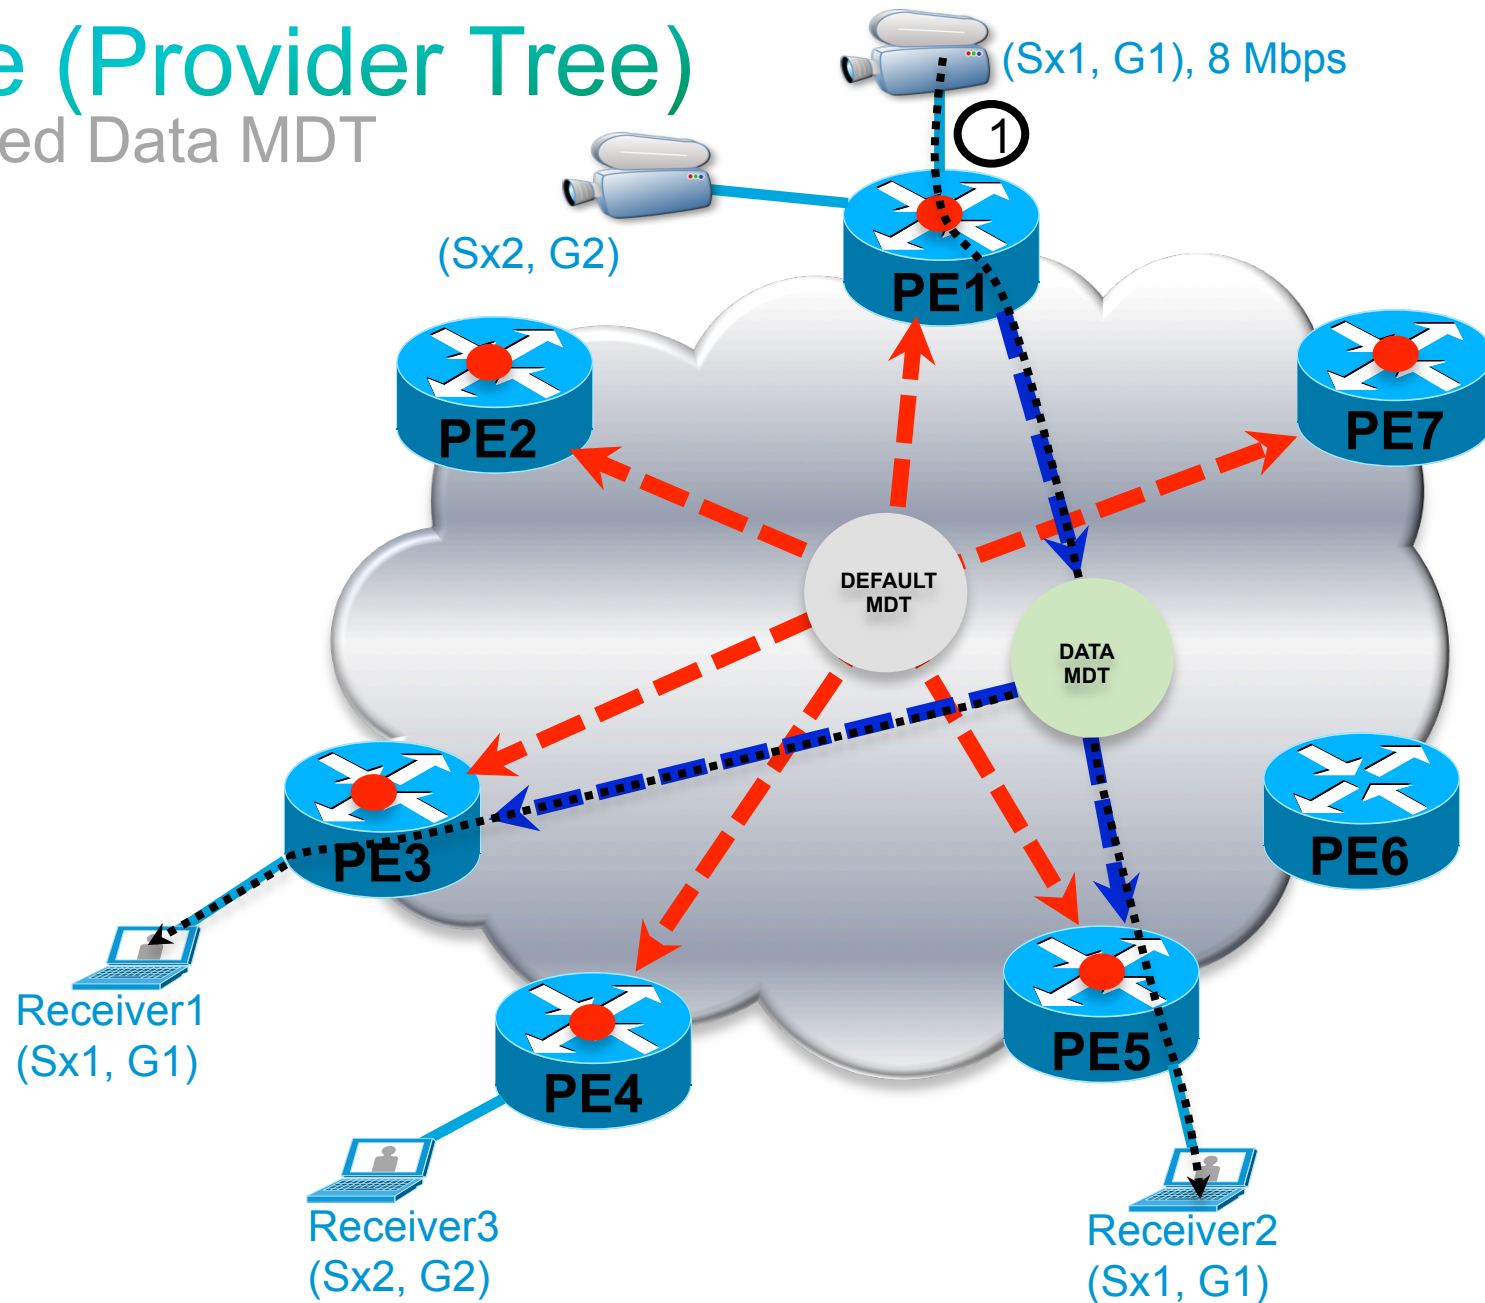 e (Provider Tree)
ed Data MDT
(Sx1, G1), 8 Mbps
1
(Sx2, G2)
PE1
PE2
PE7
DEFAULT
MDT
DATA
MDT
PE3
PE6
PE5
PE4
Receiver1
(Sx1, G1)
Receiver3
(Sx2, G2)
Receiver2
(Sx1, G1)